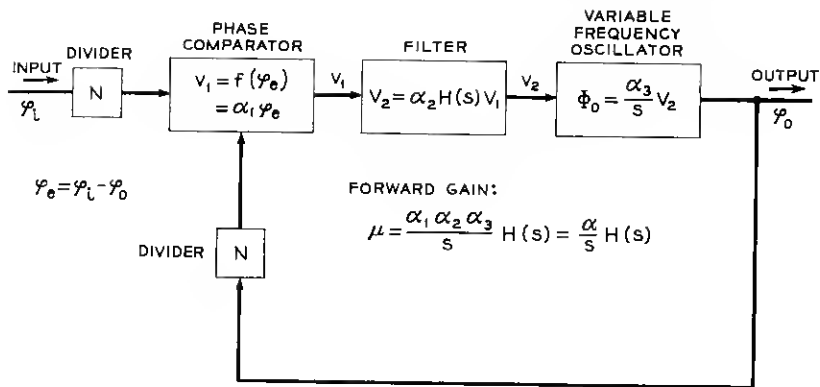 INPUT
φi
DIVIDER
N
PHASE
COMPARATOR
V1 = f(φe)
= α1 φe
V1
FILTER
V2 = α2 H(s) V1
V2
VARIABLE
FREQUENCY
OSCILLATOR
Φ0 = α3/s V2
OUTPUT
φ0
φe = φi - φ0
FORWARD GAIN:
μ = α1 α2 α3/s H(s) = α/s H(s)
DIVIDER
N